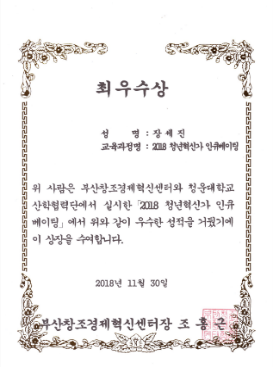 최우수상
성 명 : 장 세 진
교육과정명 : 2018 청년혁신가 인큐베이팅
위 사람은 부산창조경제혁신센터와 청운대학교
산학협력단에서 실시한 「2018 청년혁신가 인큐
베이팅」에서 위와 같이 우수한 성적을 거뒀기에
이 상장을 수여합니다.
2018년 11월 30일
부산창조경제혁신센터장 조 홍 근